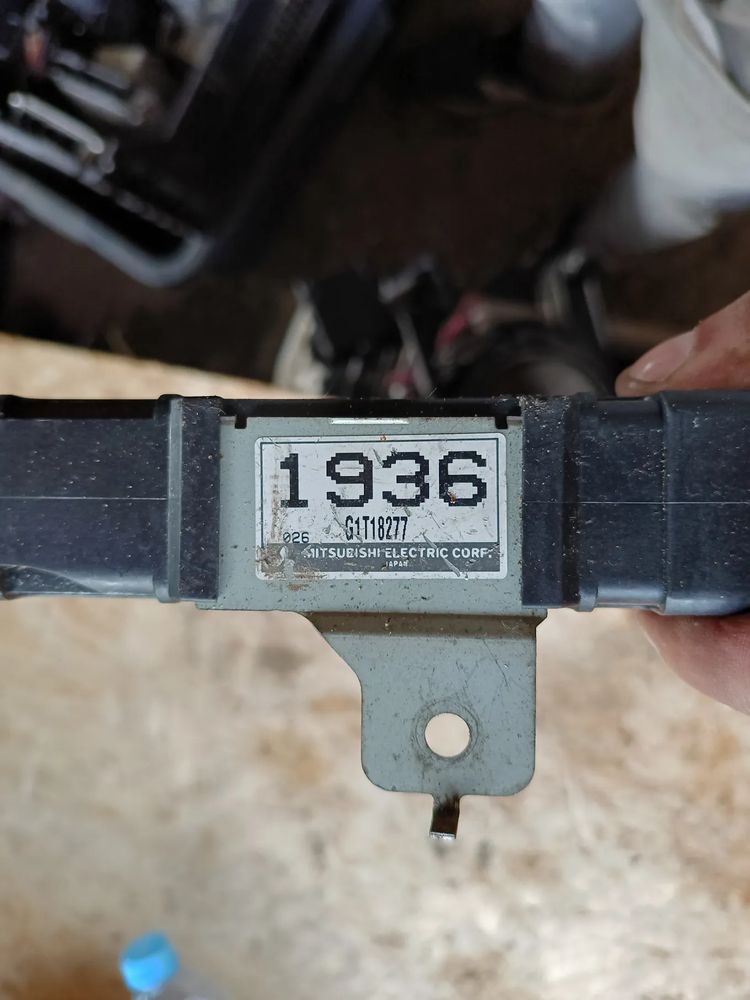 1936
G1T18277
026
MITSUBISHI ELECTRIC CORP.
JAPAN